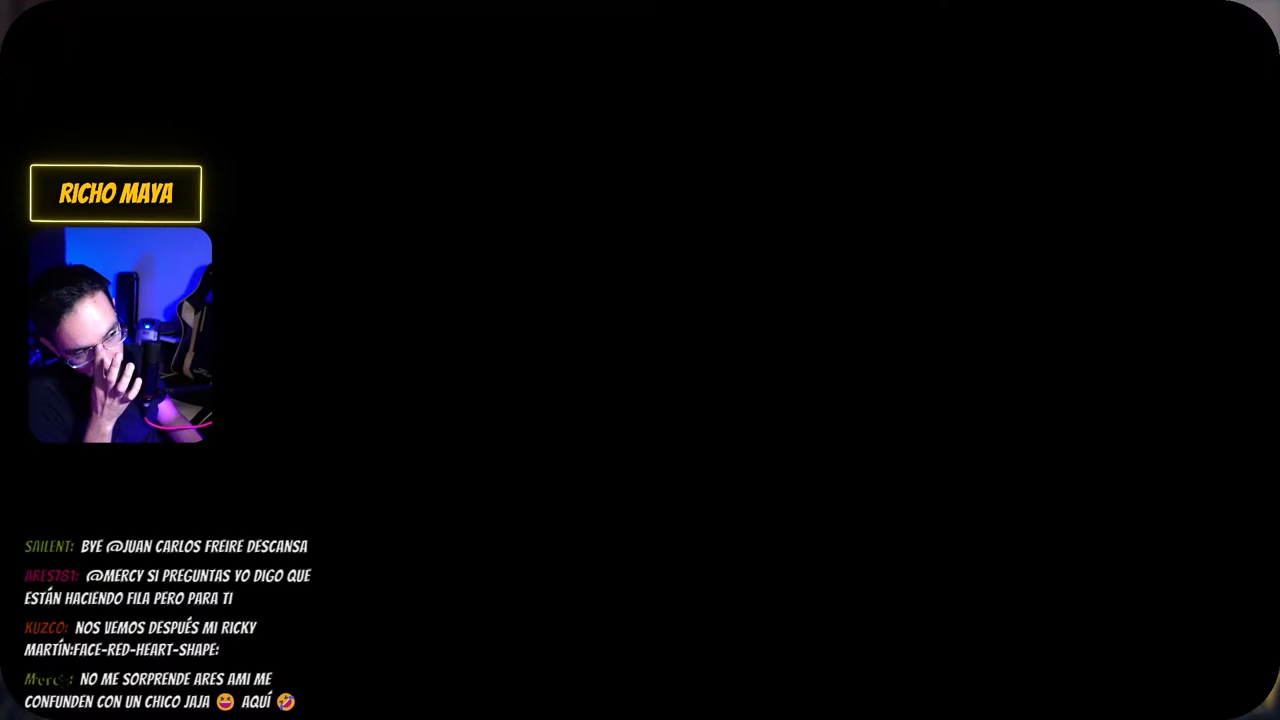 RICHO MAYA
SAILENT: BYE @JUAN CARLOS FREIRE DESCANSA
ARES781: @MERCY SI PREGUNTAS YO DIGO QUE
ESTÁN HACIENDO FILA PERO PARA TI
KUZCO: NOS VEMOS DESPUÉS MI RICKY
MARTÍN:FACE-RED-HEART-SHAPE:
NO ME SORPRENDE ARES AMI ME
CONFUNDEN CON UN CHICO JAJA 😆 AQUÍ 🤣